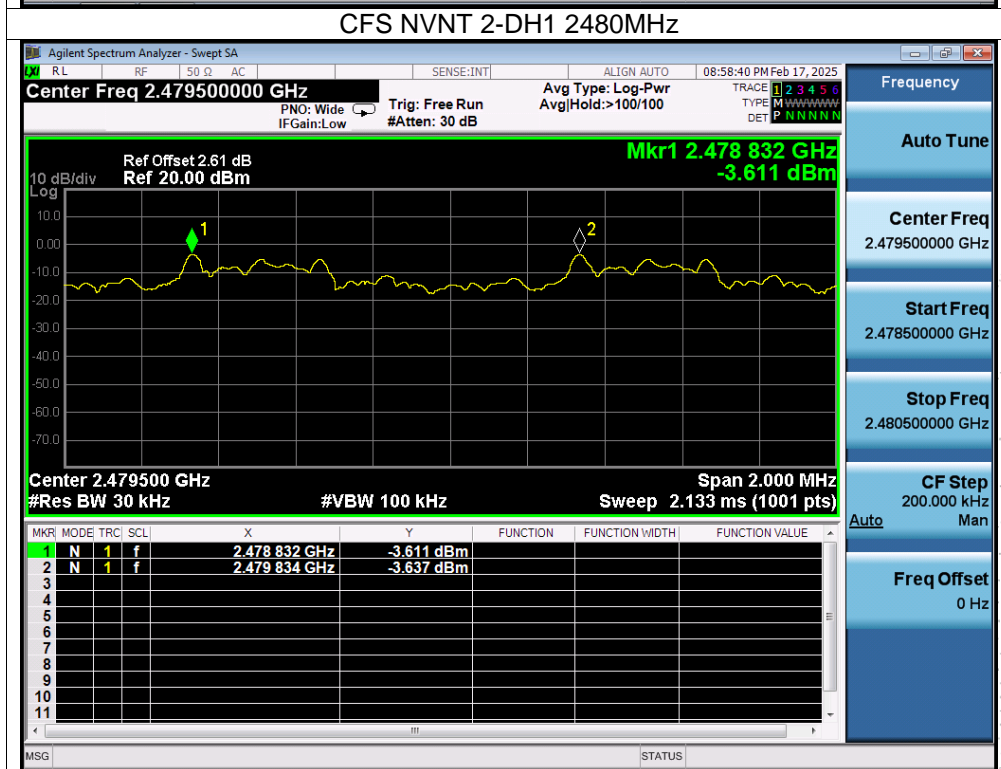 CFS NVNT 2-DH1 2480MHz
Agilent Spectrum Analyzer - Swept SA
LXI RL RF 50 Ω AC SENSE:INT ALIGN AUTO 08:58:40 PM Feb 17, 2025
Center Freq 2.479500000 GHz
PNO: Wide
IFGain:Low
Trig: Free Run
#Atten: 30 dB
Avg Type: Log-Pwr
Avg|Hold:>100/100
TRACE 1 2 3 4 5 6
TYPE M WWWWW
DET P N N N N N
Frequency
Auto Tune
Center Freq
2.479500000 GHz
Start Freq
2.478500000 GHz
Stop Freq
2.480500000 GHz
CF Step
200.000 kHz
Auto Man
Freq Offset
0 Hz
Mkr1 2.478 832 GHz
-3.611 dBm
Ref Offset 2.61 dB
10 dB/div Ref 20.00 dBm
Log
10.0
0.00
-10.0
-20.0
-30.0
-40.0
-50.0
-60.0
-70.0
1
2
Center 2.479500 GHz Span 2.000 MHz
#Res BW 30 kHz #VBW 100 kHz Sweep 2.133 ms (1001 pts)
MKR MODE TRC SCL X Y FUNCTION FUNCTION WIDTH FUNCTION VALUE
1 N 1 f 2.478 832 GHz -3.611 dBm
2 N 1 f 2.479 834 GHz -3.637 dBm
3
4
5
6
7
8
9
10
11
MSG STATUS